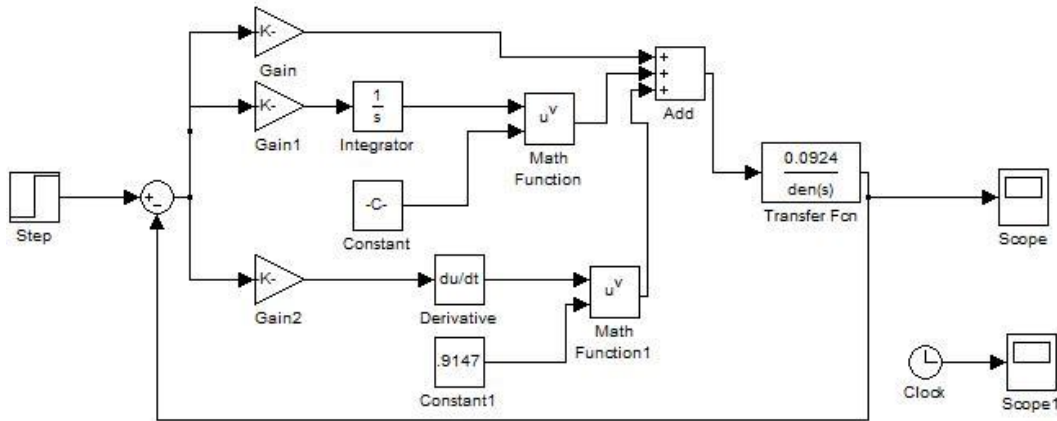 K-
Gain
K-
Gain1
1
s
Integrator
u^v
Math
Function
-C-
Constant
K-
Gain2
du/dt
Derivative
u^v
Math
Function1
.9147
Constant1
Step
+
-
+
+
+
Add
0.0924
den(s)
Transfer Fcn
Scope
Clock
Scope1